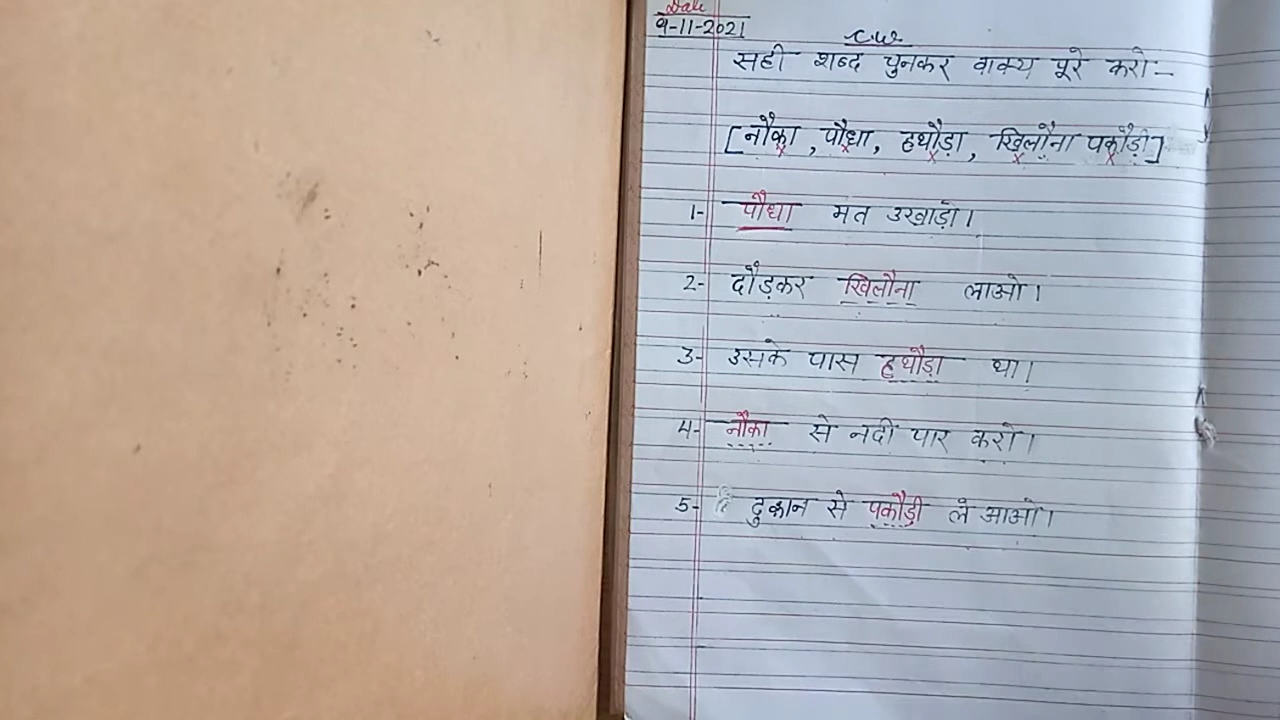 Date
9-11-2021
C.W.
सही शब्द चुनकर वाक्य पूरे करो-
[नौका, पौधा, हथौड़ा, खिलौना पकौड़ी]
1- पौधा मत उखाड़ो।
2- दौड़कर खिलौना लाओ।
3- उसके पास हथौड़ा था।
4- नौका से नदी पार करो।
5- दुकान से पकौड़ी ले आओ।